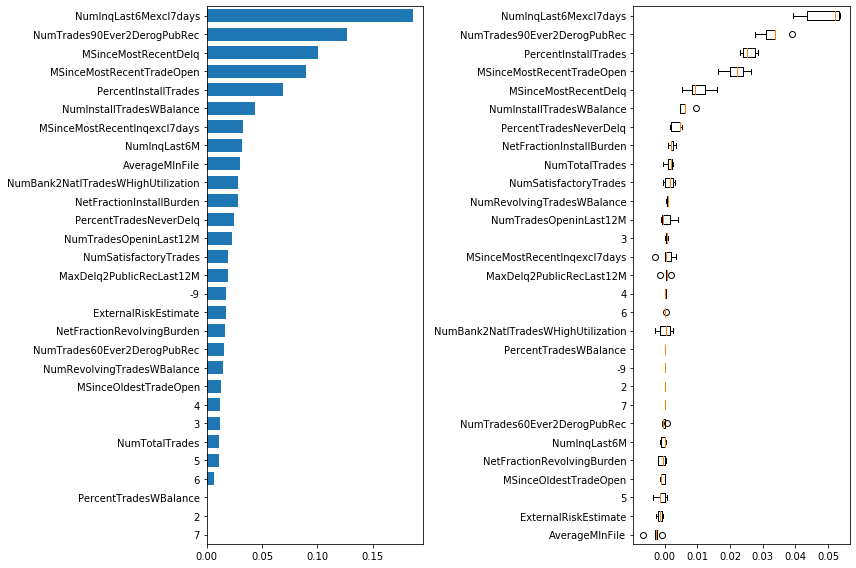 NumInqLast6Mexcl7days
NumTrades90Ever2DerogPubRec
MSinceMostRecentDelq
MSinceMostRecentTradeOpen
PercentInstallTrades
NumInstallTradesWBalance
MSinceMostRecentInqexcl7days
NumInqLast6M
AverageMInFile
NumBank2NatlTradesWHighUtilization
NetFractionInstallBurden
PercentTradesNeverDelq
NumTradesOpeninLast12M
NumSatisfactoryTrades
MaxDelq2PublicRecLast12M
-9
ExternalRiskEstimate
NetFractionRevolvingBurden
NumTrades60Ever2DerogPubRec
NumRevolvingTradesWBalance
MSinceOldestTradeOpen
4
3
NumTotalTrades
5
6
PercentTradesWBalance
2
7
0.00 0.05 0.10 0.15
NumInqLast6Mexcl7days
NumTrades90Ever2DerogPubRec
PercentInstallTrades
MSinceMostRecentTradeOpen
MSinceMostRecentDelq
NumInstallTradesWBalance
PercentTradesNeverDelq
NetFractionInstallBurden
NumTotalTrades
NumSatisfactoryTrades
NumRevolvingTradesWBalance
NumTradesOpeninLast12M
3
MSinceMostRecentInqexcl7days
MaxDelq2PublicRecLast12M
4
6
NumBank2NatlTradesWHighUtilization
PercentTradesWBalance
-9
2
7
NumTrades60Ever2DerogPubRec
NumInqLast6M
NetFractionRevolvingBurden
MSinceOldestTradeOpen
5
ExternalRiskEstimate
AverageMInFile
0.00 0.01 0.02 0.03 0.04 0.05